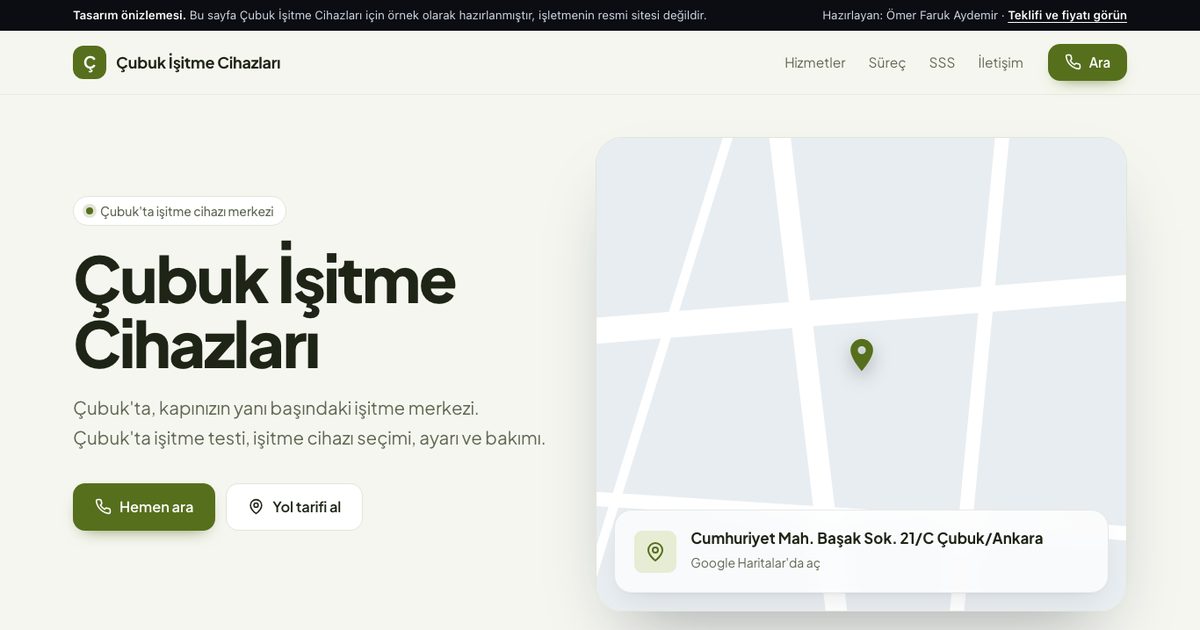 Tasarım önizlemesi. Bu sayfa Çubuk İşitme Cihazları için örnek olarak hazırlanmıştır, işletmenin resmi sitesi değildir.
Hazırlayan: Ömer Faruk Aydemir · Teklifi ve fiyatı görün
Ç
Çubuk İşitme Cihazları
Hizmetler
Süreç
SSS
İletişim
Ara
Çubuk'ta işitme cihazı merkezi
Çubuk İşitme
Cihazları
Çubuk'ta, kapınızın yanı başındaki işitme merkezi.
Çubuk'ta işitme testi, işitme cihazı seçimi, ayarı ve bakımı.
Hemen ara
Yol tarifi al
Cumhuriyet Mah. Başak Sok. 21/C Çubuk/Ankara
Google Haritalar'da aç